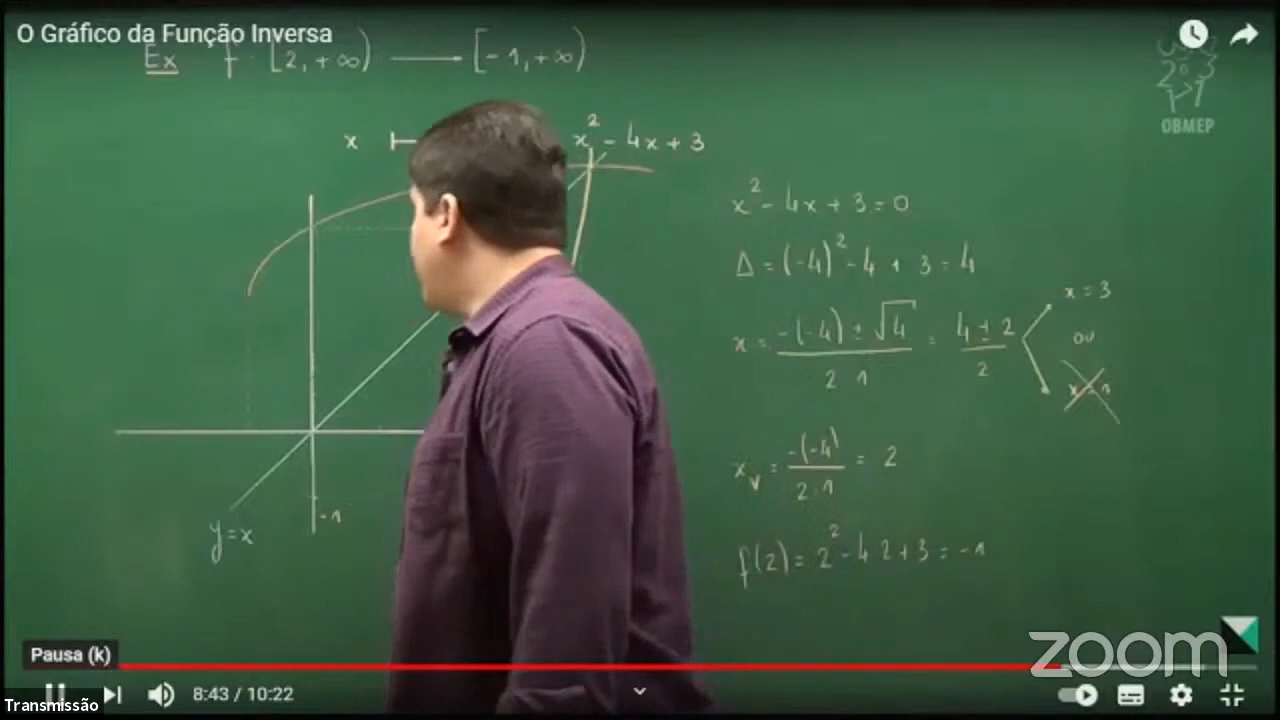 O Gráfico da Função Inversa
Ex f : [2, +∞) ⟶ [-1, +∞)
x ⟼ x² - 4x + 3
OBMEP
x² - 4x + 3 = 0
Δ = (-4)² - 4 + 3 = 4
x = -(-4) ± √4 / 2 1 = 4 ± 2 / 2
x = 3
ou
x = 1
x_v = -(-4) / 2 . 1 = 2
f(2) = 2² - 4 2 + 3 = -1
-1
y = x
Pausa (k)
zoom
8:43 / 10:22
Transmissão